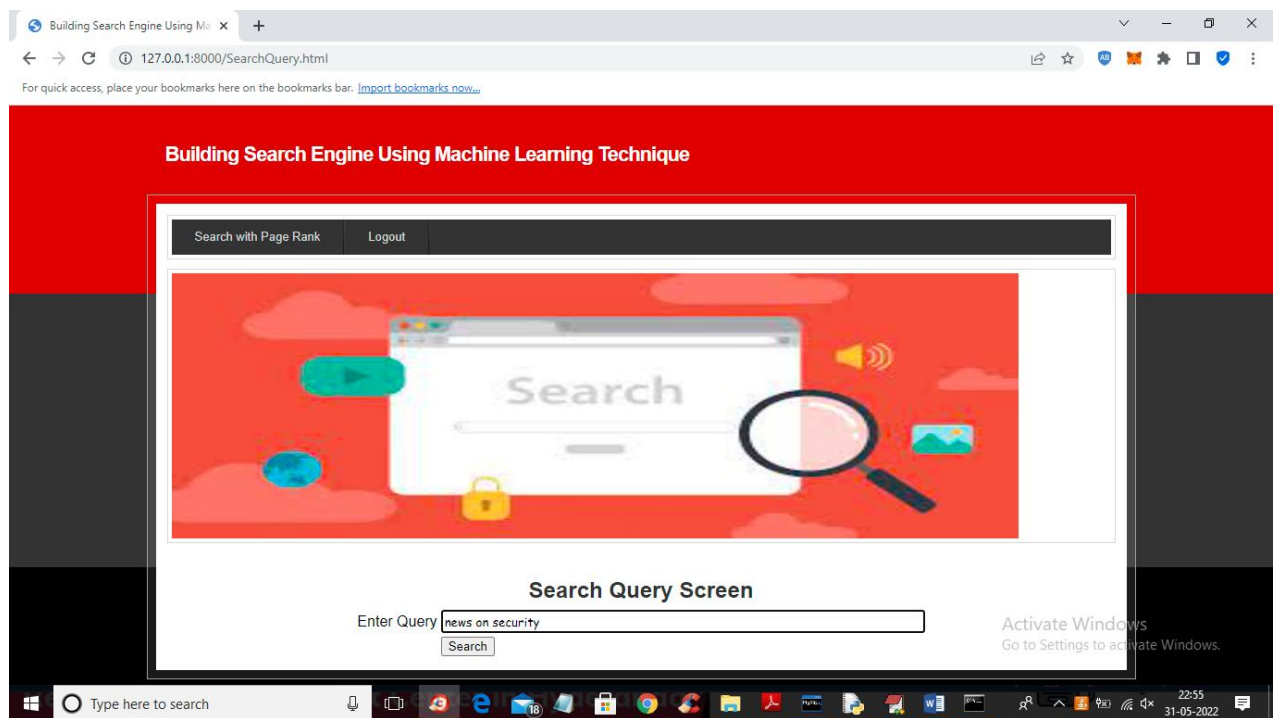 Building Search Engine Using Ma
127.0.0.1:8000/SearchQuery.html
For quick access, place your bookmarks here on the bookmarks bar. Import bookmarks now...
Building Search Engine Using Machine Learning Technique
Search with Page Rank Logout
Search
Search Query Screen
Enter Query news on security
Search
Activate Windows
Go to Settings to activate Windows.
Type here to search
18
22:55
31-05-2022